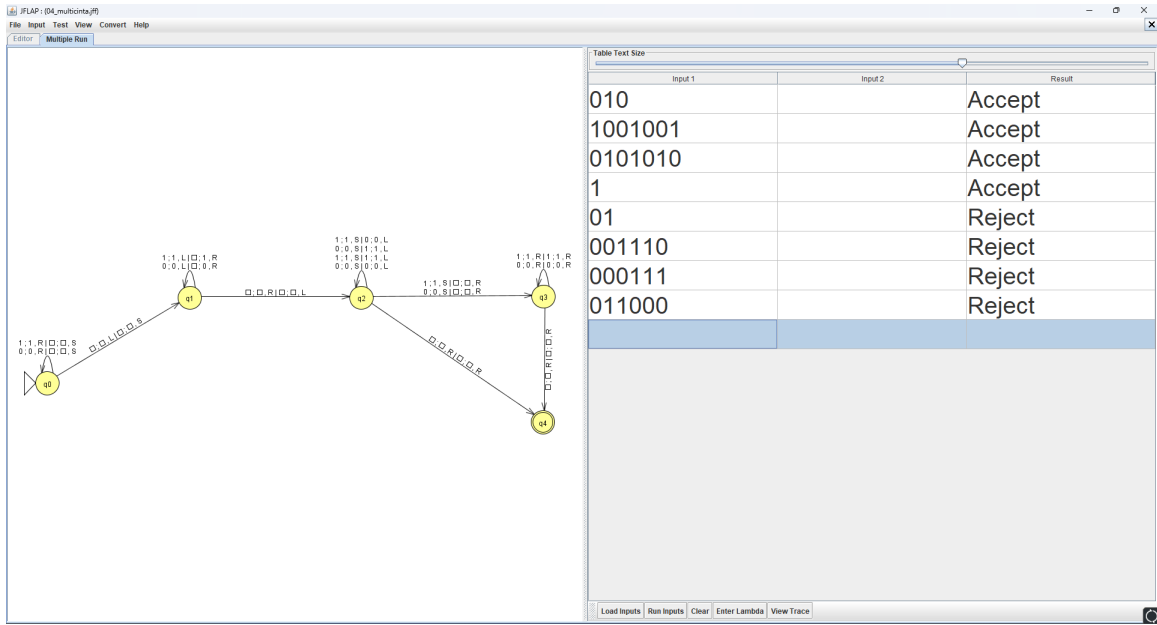 JFLAP : (04_multicinta.jff)
File Input Test View Convert Help
Editor Multiple Run
Table Text Size
Input 1 Input 2 Result
010 Accept
1001001 Accept
0101010 Accept
1 Accept
01 Reject
001110 Reject
000111 Reject
011000 Reject
1;1,S|0;0,L
0;0,S|1;1,L
1;1,S|1;1,L
0;0,S|0;0,L
1;1,L|□;1,R
0;0,L|□;0,R
1;1,R|1;1,R
0;0,R|0;0,R
1;1,S|□;□,R
0;0,S|□;□,R
□;□,R|□;□,L
q1
q2
q3
□;□,L|□;□,S
1;1,R|□;□,S
0;0,R|□;□,S
□;□,R|□;□,R
□;□,R|□;□,R
q0
q4
Load Inputs Run Inputs Clear Enter Lambda View Trace